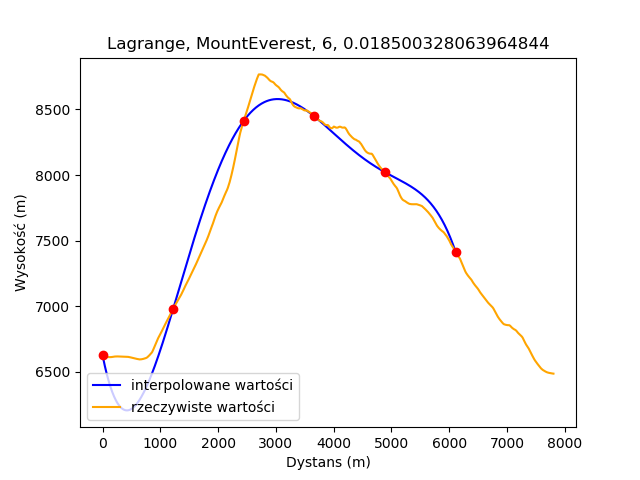 Lagrange, MountEverest, 6, 0.018500328063964844
Wysokość (m)
8500
8000
7500
7000
6500
interpolowane wartości
rzeczywiste wartości
0 1000 2000 3000 4000 5000 6000 7000 8000
Dystans (m)